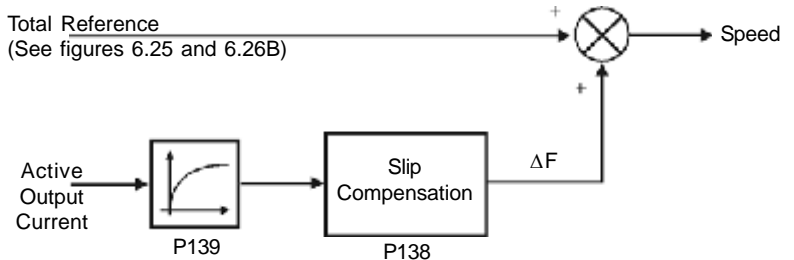 Total Reference
(See figures 6.25 and 6.26B)
+
Speed
+
Active
Output
Current
P139
Slip
Compensation
P138
ΔF